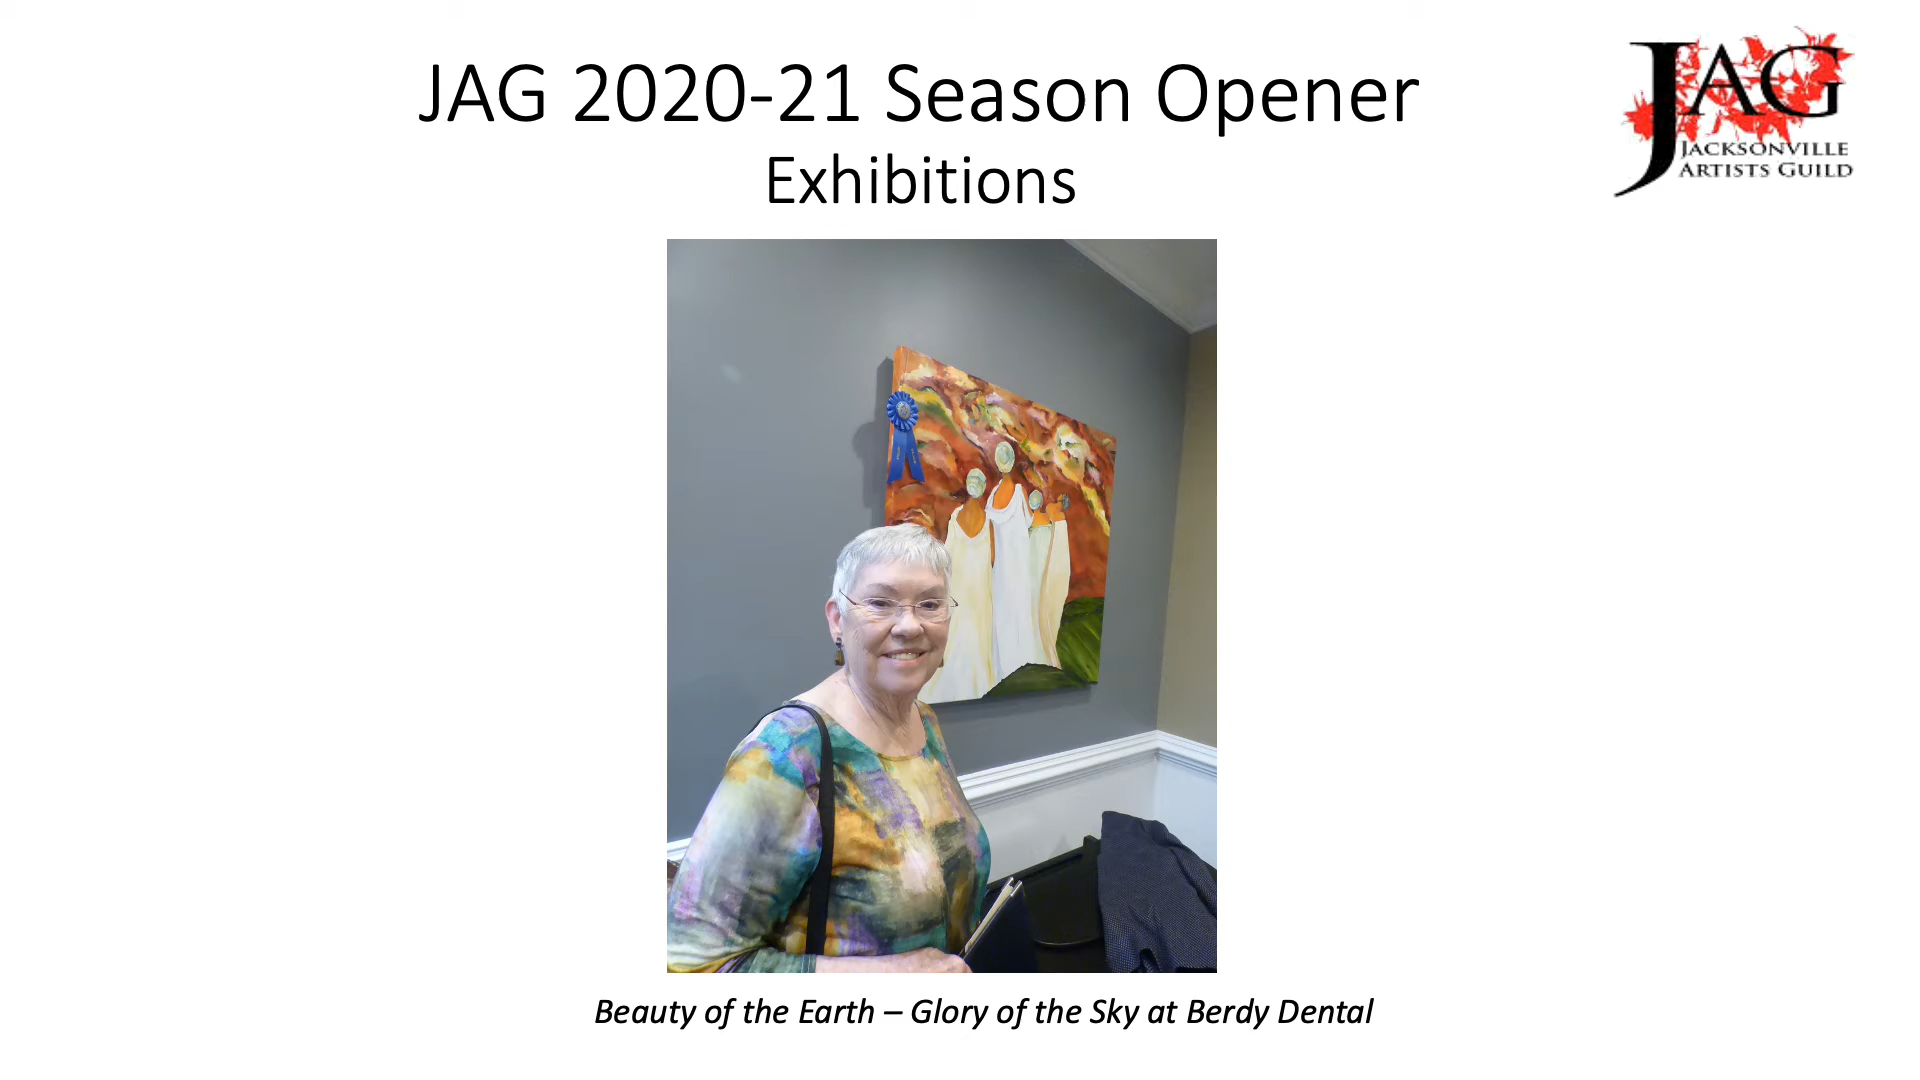 JAG 2020-21 Season Opener
Exhibitions
JAG
JACKSONVILLE
ARTISTS GUILD
Beauty of the Earth – Glory of the Sky at Berdy Dental